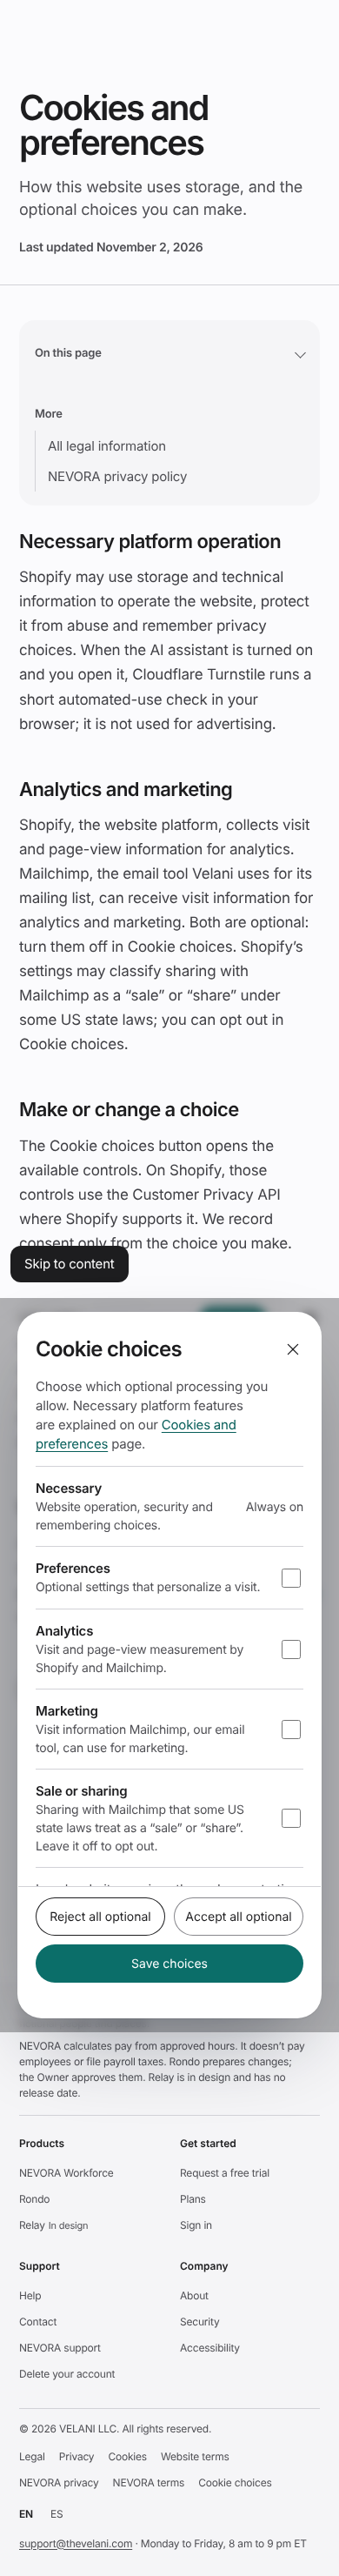 Cookies and
preferences
How this website uses storage, and the
optional choices you can make.
Last updated November 2, 2026
On this page
More
All legal information
NEVORA privacy policy
Necessary platform operation
Shopify may use storage and technical
information to operate the website, protect
it from abuse and remember privacy
choices. When the AI assistant is turned on
and you open it, Cloudflare Turnstile runs a
short automated-use check in your
browser; it is not used for advertising.
Analytics and marketing
Shopify, the website platform, collects visit
and page-view information for analytics.
Mailchimp, the email tool Velani uses for its
mailing list, can receive visit information for
analytics and marketing. Both are optional:
turn them off in Cookie choices. Shopify’s
settings may classify sharing with
Mailchimp as a “sale” or “share” under
some US state laws; you can opt out in
Cookie choices.
Make or change a choice
The Cookie choices button opens the
available controls. On Shopify, those
controls use the Customer Privacy API
where Shopify supports it. We record
consent only from the choice you make.
Skip to content
Cookie choices
Choose which optional processing you
allow. Necessary platform features
are explained on our Cookies and
preferences page.
Necessary
Website operation, security and Always on
remembering choices.
Preferences
Optional settings that personalize a visit.
Analytics
Visit and page-view measurement by
Shopify and Mailchimp.
Marketing
Visit information Mailchimp, our email
tool, can use for marketing.
Sale or sharing
Sharing with Mailchimp that some US
state laws treat as a “sale” or “share”.
Leave it off to opt out.
Reject all optional Accept all optional
Save choices
NEVORA calculates pay from approved hours. It doesn’t pay
employees or file payroll taxes. Rondo prepares changes;
the Owner approves them. Relay is in design and has no
release date.
Products Get started
NEVORA Workforce Request a free trial
Rondo Plans
Relay In design Sign in
Support Company
Help About
Contact Security
NEVORA support Accessibility
Delete your account
© 2026 VELANI LLC. All rights reserved.
Legal Privacy Cookies Website terms
NEVORA privacy NEVORA terms Cookie choices
EN ES
support@thevelani.com · Monday to Friday, 8 am to 9 pm ET